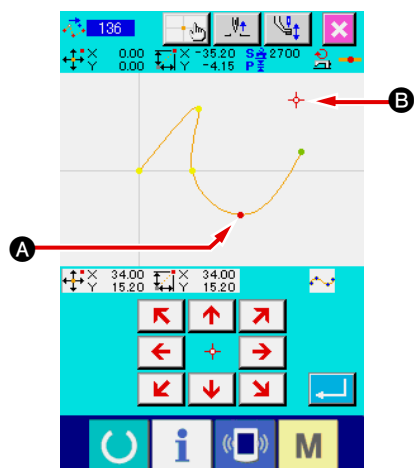 136
X 0.00 X -35.20 S 2700
Y 0.00 Y -4.15 P
B
A
X 34.00 X 34.00
Y 15.20 Y 15.20
i M